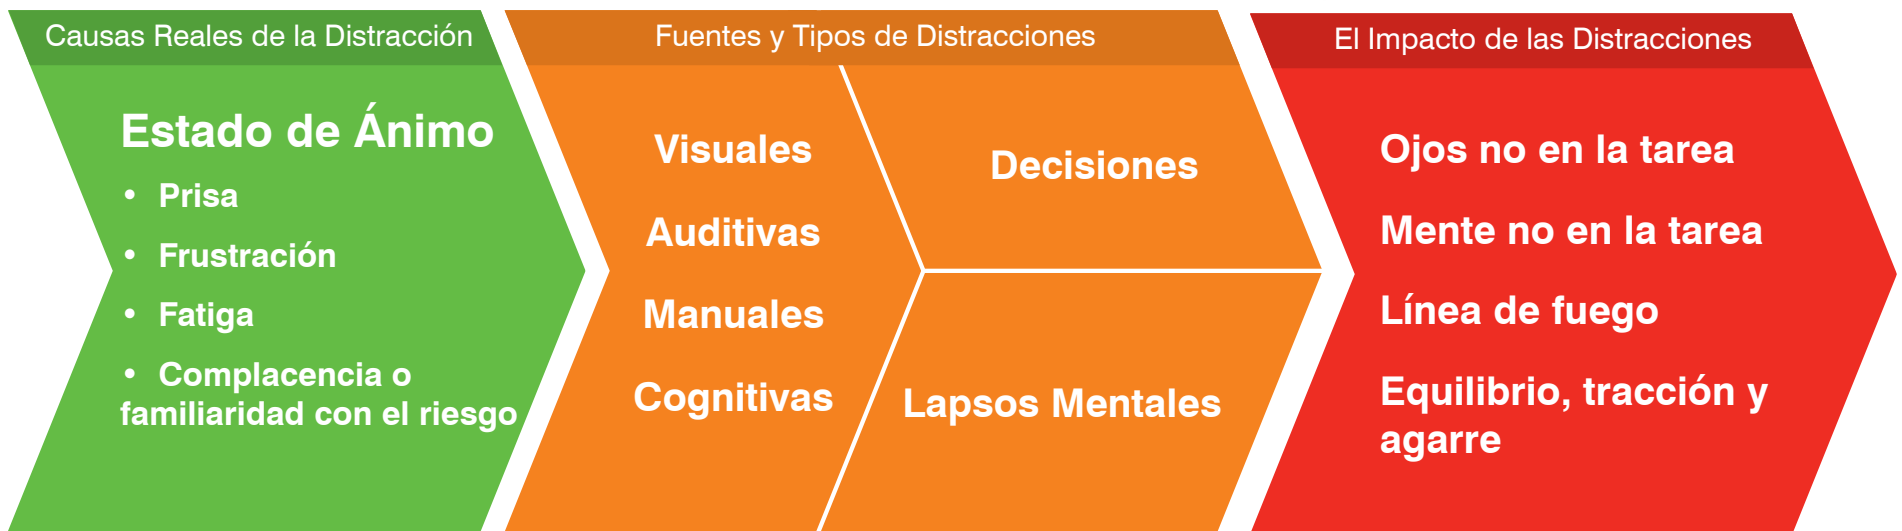 Causas Reales de la Distracción
Estado de Ánimo
• Prisa
• Frustración
• Fatiga
• Complacencia o
familiaridad con el riesgo
Fuentes y Tipos de Distracciones
Visuales
Auditivas
Manuales
Cognitivas
Decisiones
Lapsos Mentales
El Impacto de las Distracciones
Ojos no en la tarea
Mente no en la tarea
Línea de fuego
Equilibrio, tracción y
agarre